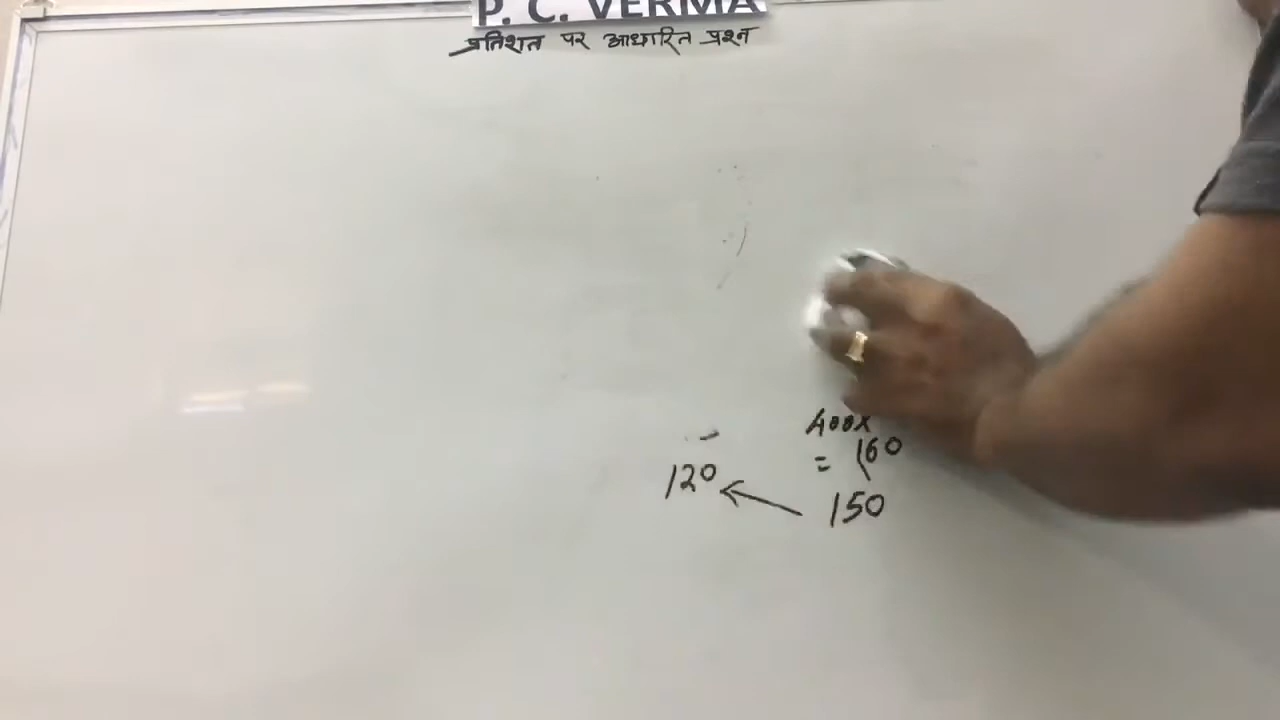 P. C. VERMA
प्रतिशत पर आधारित प्रश्न
400x
= 160
120 ← 150